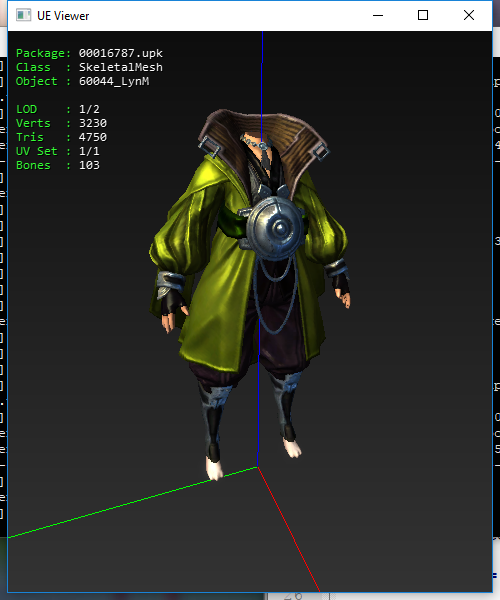 UE Viewer
Package: 00016787.upk
Class : SkeletalMesh
Object : 60044_LynM
LOD : 1/2
Verts : 3230
Tris : 4750
UV Set : 1/1
Bones : 103